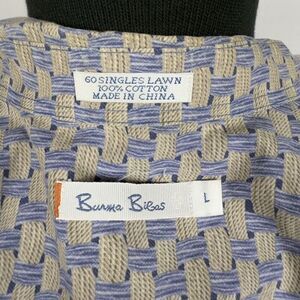 60 SINGLES LAWN
100% COTTON
MADE IN CHINA
Burma Bibas
L